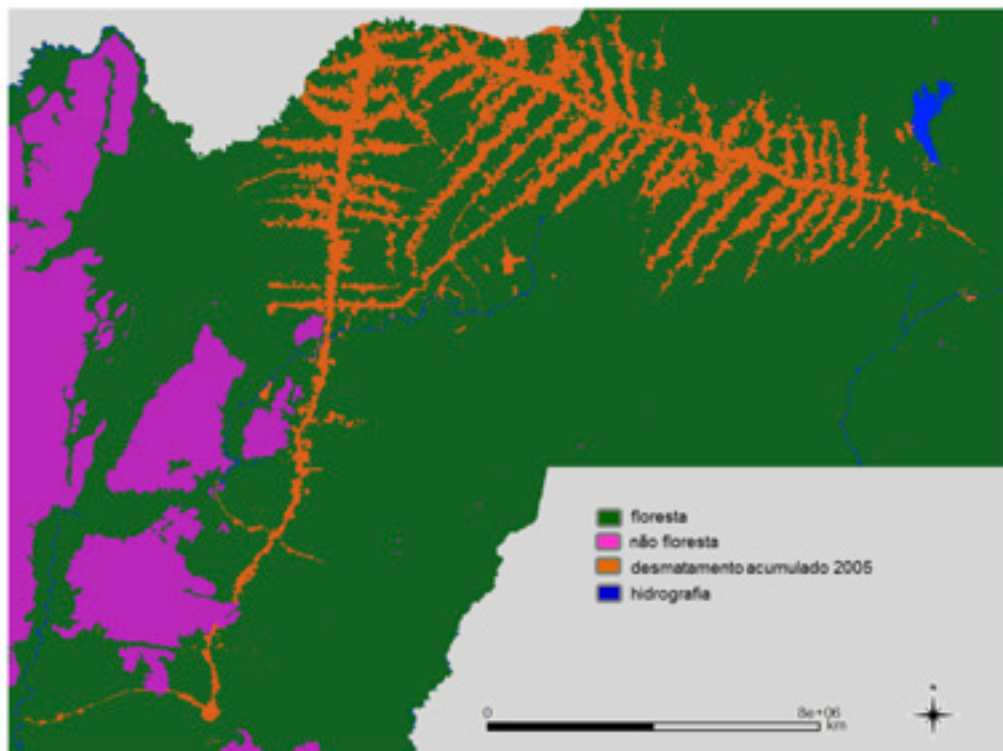 floresta
não floresta
desmatamento acumulado 2005
hidrografia
0 8e+06
km